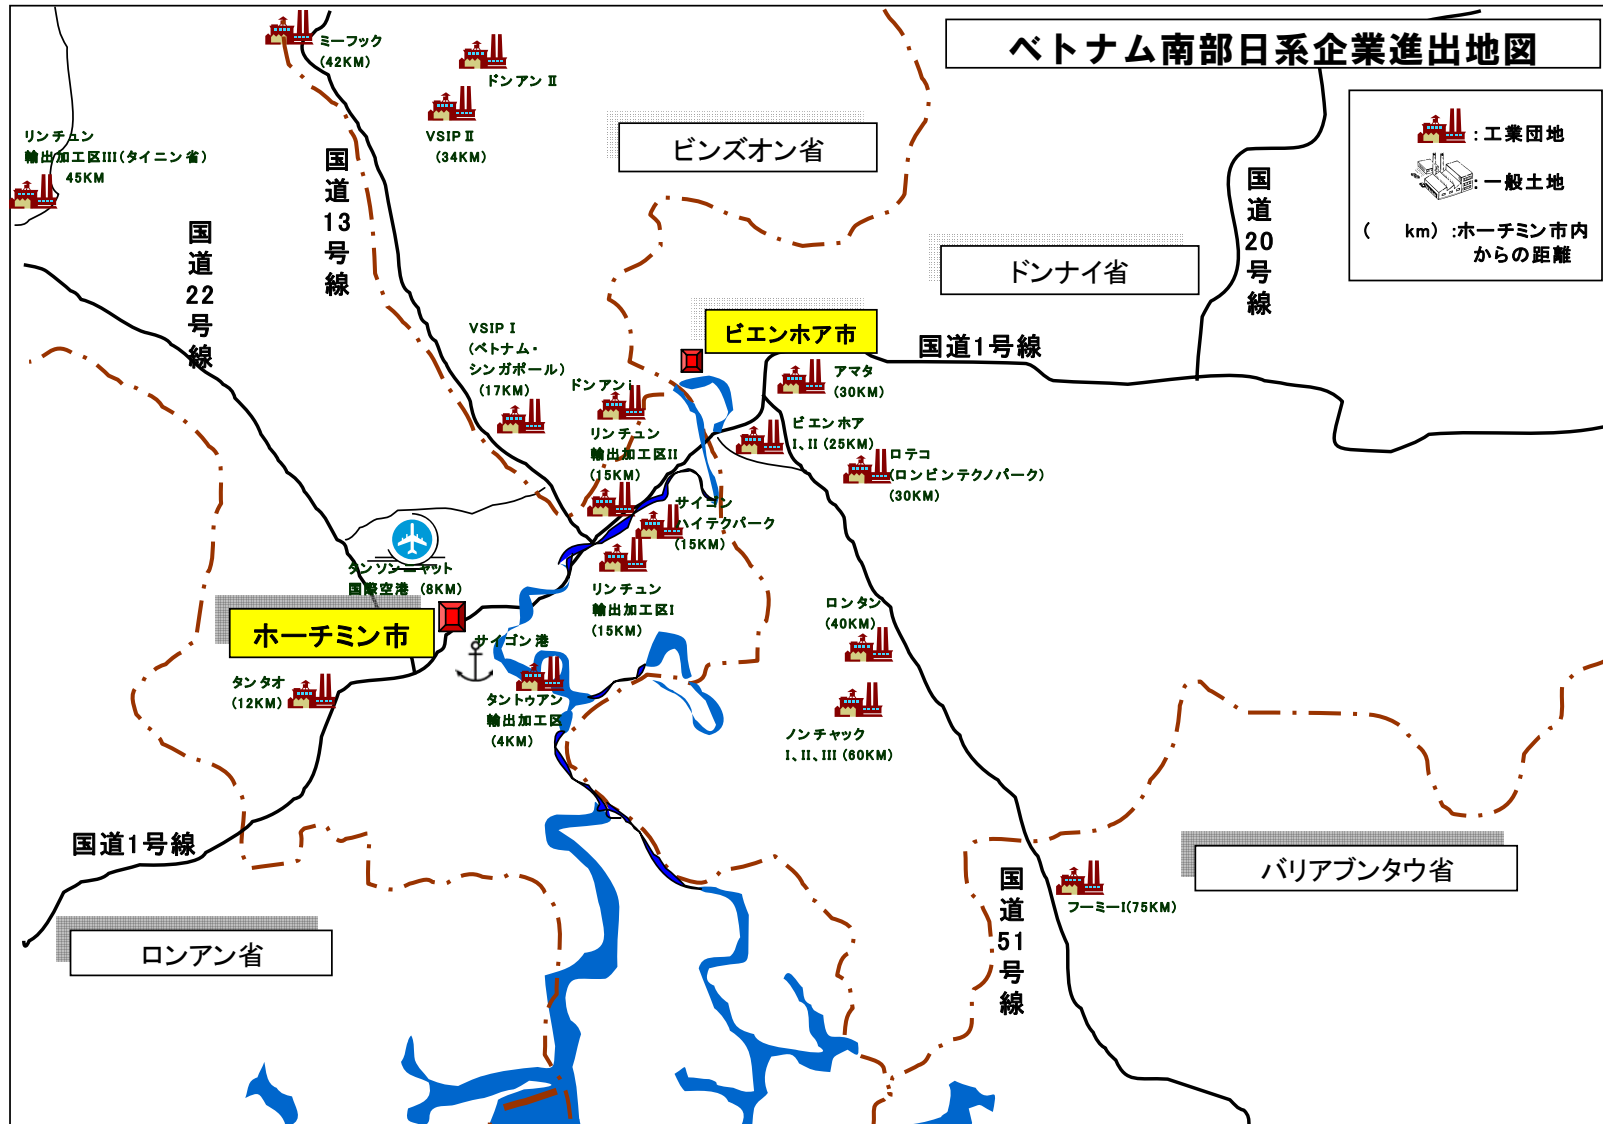 ベトナム南部日系企業進出地図
:工業団地
:一般土地
(　　km) :ホーチミン市内
からの距離
ミーフック
(42KM)
ドンアンⅡ
VSIPⅡ
(34KM)
リンチュン
輸出加工区III(タイニン省)
45KM
国道13号線
国道22号線
国道20号線
ビンズオン省
ドンナイ省
ビエンホア市
国道1号線
VSIP I
(ベトナム・
シンガポール)
(17KM)
ドンアンI
アマタ
(30KM)
リンチュン
輸出加工区II
(15KM)
ビエンホア
I、II (25KM)
ロテコ
(ロンビンテクノパーク)
(30KM)
サイゴン
ハイテクパーク
(15KM)
タンソンニャット
国際空港 (8KM)
リンチュン
輸出加工区I
(15KM)
ホーチミン市
サイゴン港
ロンタン
(40KM)
タンタオ
(12KM)
タントゥアン
輸出加工区
(4KM)
ノンチャック
I、II、III (60KM)
国道1号線
バリアブンタウ省
国道51号線
フーミーI(75KM)
ロンアン省